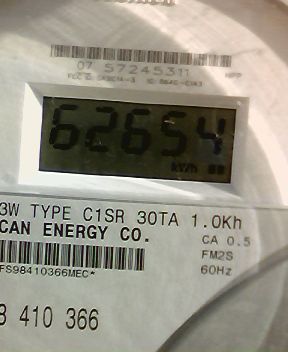 07 57245311
62654
kWh
3W TYPE C1SR 30TA 1.0Kh
CAN ENERGY CO.
CA 0.5
FM2S
FS98410366MEC*
60Hz
8 410 366